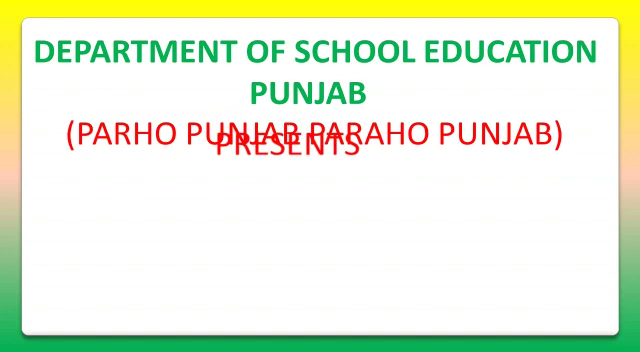 DEPARTMENT OF SCHOOL EDUCATION
PUNJAB
(PARHO PUNJAB PARAHO PUNJAB)
PRESENTS